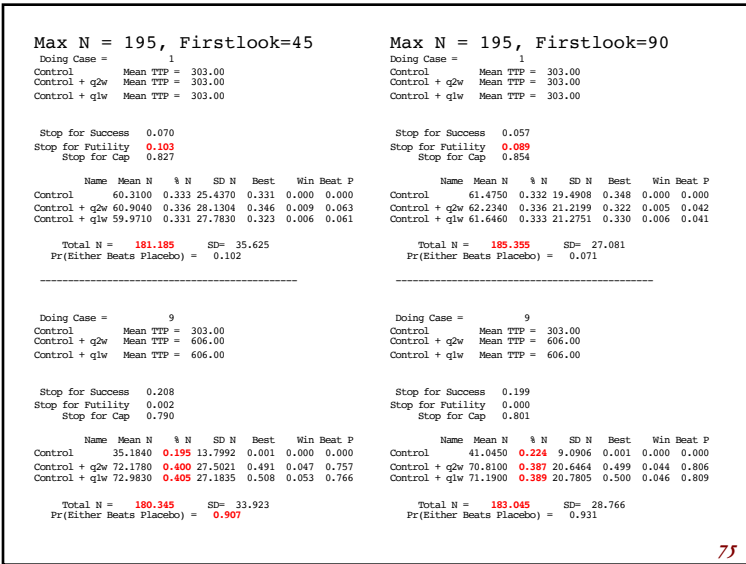 Max N = 195, Firstlook=45
Doing Case = 1
Control Mean TTP = 303.00
Control + q2w Mean TTP = 303.00
Control + q1w Mean TTP = 303.00
Stop for Success 0.070
Stop for Futility 0.103
Stop for Cap 0.827
Name Mean N % N SD N Best Win Beat P
Control 60.3100 0.333 25.4370 0.331 0.000 0.000
Control + q2w 60.9040 0.336 28.1304 0.346 0.009 0.063
Control + q1w 59.9710 0.331 27.7830 0.323 0.006 0.061
Total N = 181.185 SD= 35.625
Pr(Either Beats Placebo) = 0.102
------------------------------------------------
Doing Case = 9
Control Mean TTP = 303.00
Control + q2w Mean TTP = 606.00
Control + q1w Mean TTP = 606.00
Stop for Success 0.208
Stop for Futility 0.002
Stop for Cap 0.790
Name Mean N % N SD N Best Win Beat P
Control 35.1840 0.195 13.7992 0.001 0.000 0.000
Control + q2w 72.1780 0.400 27.5021 0.491 0.047 0.757
Control + q1w 72.9830 0.405 27.1835 0.508 0.053 0.766
Total N = 180.345 SD= 33.923
Pr(Either Beats Placebo) = 0.907
Max N = 195, Firstlook=90
Doing Case = 1
Control Mean TTP = 303.00
Control + q2w Mean TTP = 303.00
Control + q1w Mean TTP = 303.00
Stop for Success 0.057
Stop for Futility 0.089
Stop for Cap 0.854
Name Mean N % N SD N Best Win Beat P
Control 61.4750 0.332 19.4908 0.348 0.000 0.000
Control + q2w 62.2340 0.336 21.2199 0.322 0.005 0.042
Control + q1w 61.6460 0.333 21.2751 0.330 0.006 0.041
Total N = 185.355 SD= 27.081
Pr(Either Beats Placebo) = 0.071
------------------------------------------------
Doing Case = 9
Control Mean TTP = 303.00
Control + q2w Mean TTP = 606.00
Control + q1w Mean TTP = 606.00
Stop for Success 0.199
Stop for Futility 0.000
Stop for Cap 0.801
Name Mean N % N SD N Best Win Beat P
Control 41.0450 0.224 9.0906 0.001 0.000 0.000
Control + q2w 70.8100 0.387 20.6464 0.499 0.044 0.806
Control + q1w 71.1900 0.389 20.7805 0.500 0.046 0.809
Total N = 183.045 SD= 28.766
Pr(Either Beats Placebo) = 0.931
75